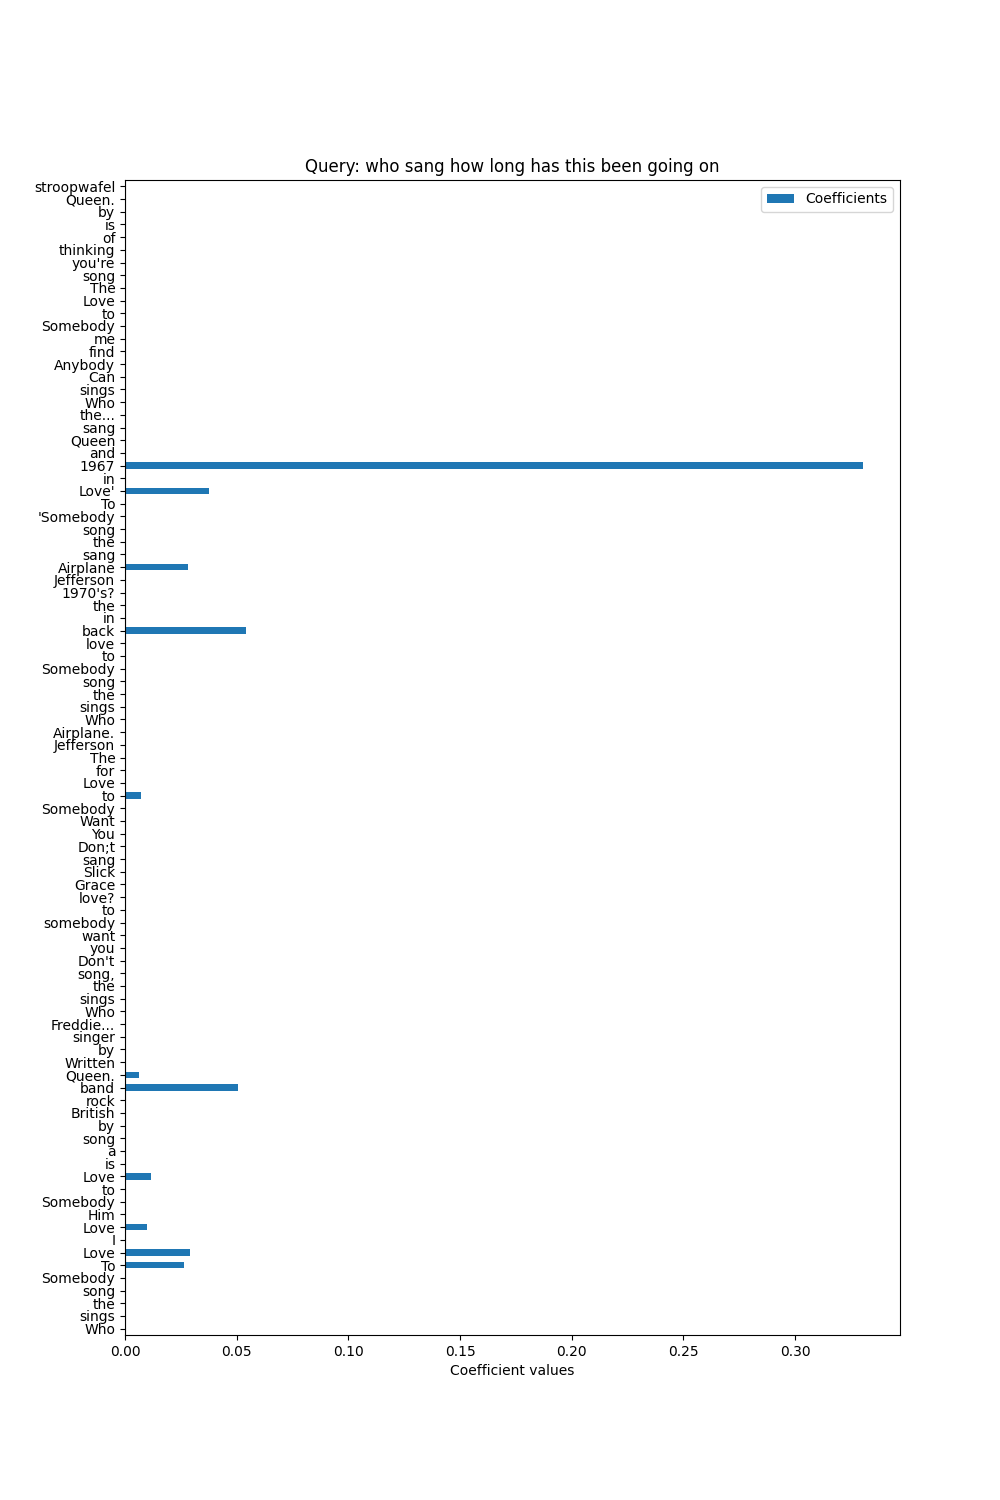 Query: who sang how long has this been going on
Coefficients
stroopwafel
Queen.
by
is
of
thinking
you're
song
The
Love
to
Somebody
me
find
Anybody
Can
sings
Who
the...
sang
Queen
and
1967
in
Love'
To
'Somebody
song
the
sang
Airplane
Jefferson
1970's?
the
in
back
love
to
Somebody
song
the
sings
Who
Airplane.
Jefferson
The
for
Love
to
Somebody
Want
You
Don;t
sang
Slick
Grace
love?
to
somebody
want
you
Don't
song,
the
sings
Who
Freddie...
singer
by
Written
Queen.
band
rock
British
by
song
a
is
Love
to
Somebody
Him
Love
I
Love
To
Somebody
song
the
sings
Who
0.00 0.05 0.10 0.15 0.20 0.25 0.30
Coefficient values